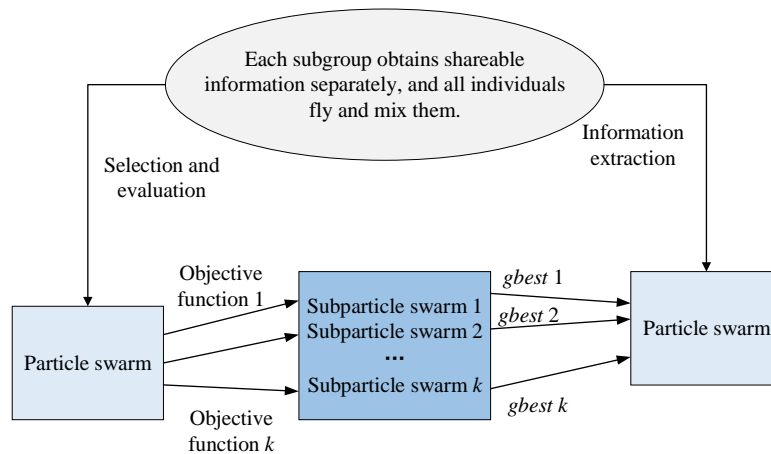 Each subgroup obtains shareable
information separately, and all individuals
fly and mix them.
Selection and
evaluation
Information
extraction
Objective
function 1
gbest 1
Subparticle swarm 1
gbest 2
Subparticle swarm 2
Particle swarm
...
Particle swarm
Subparticle swarm k
gbest k
Objective
function k